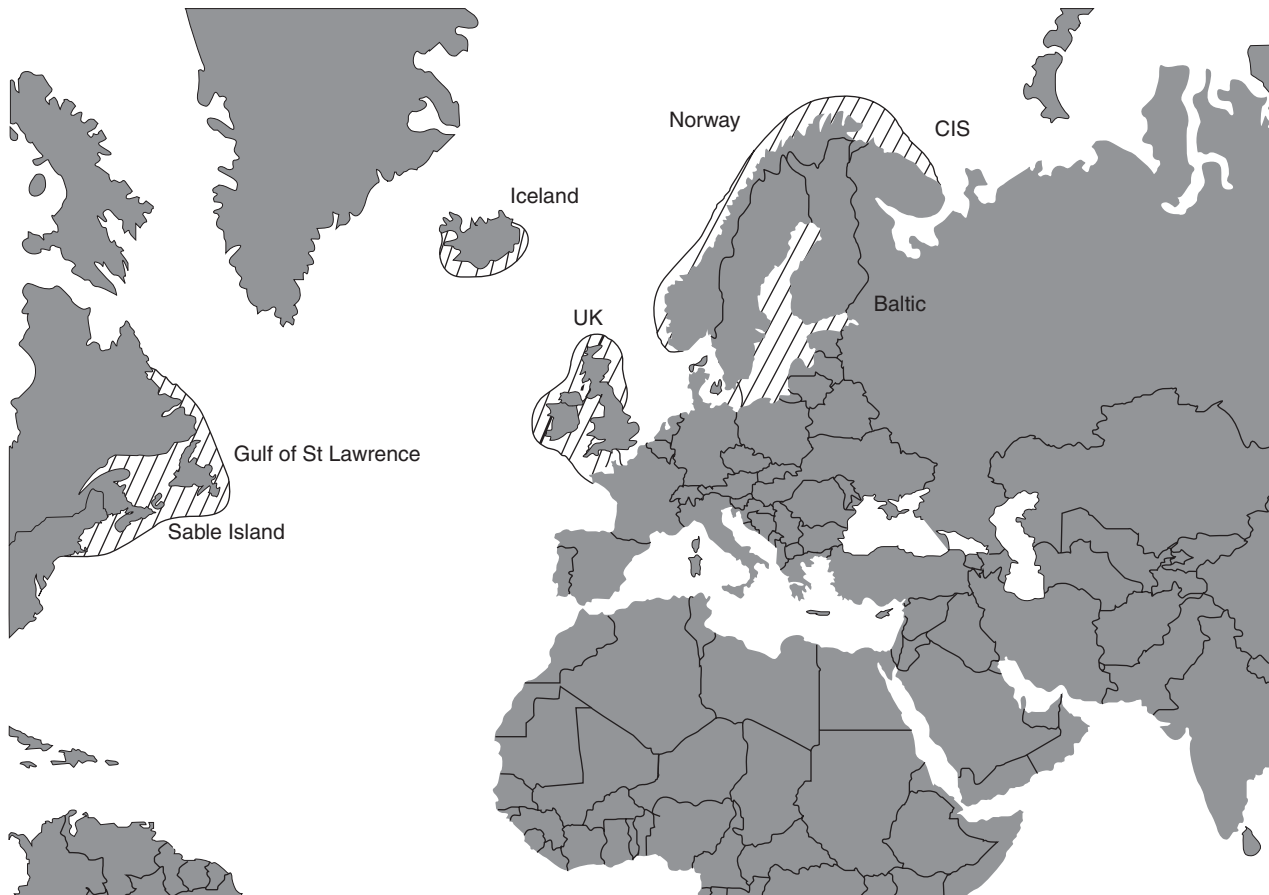 Norway
CIS
Iceland
Baltic
UK
Gulf of St Lawrence
Sable Island